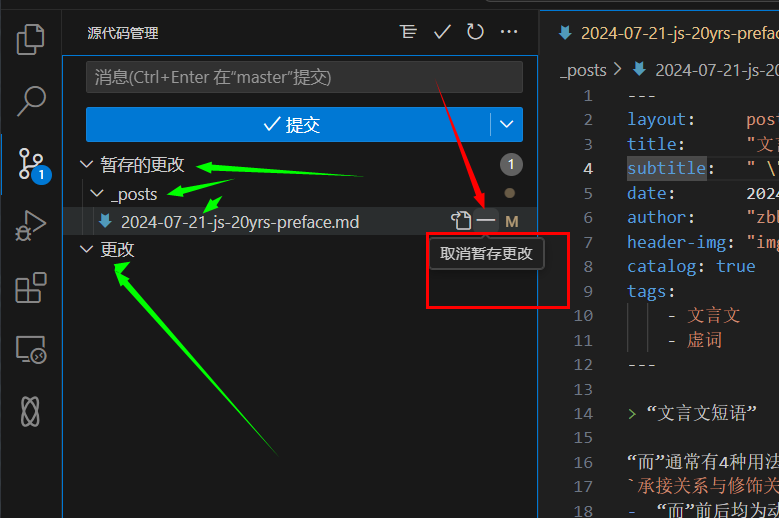 源代码管理
消息(Ctrl+Enter 在“master”提交)
提交
暂存的更改
1
_posts
2024-07-21-js-20yrs-preface.md
M
取消暂存更改
更改
1
2024-07-21-js-20yrs-preface
_posts > 2024-07-21-js-20
1 ---
2 layout: pos
3 title: "文言
4 subtitle: " \"
5 date: 2024
6 author: "zbl
7 header-img: "img
8 catalog: true
9 tags:
10 - 文言文
11 - 虚词
12 ---
13
14 > “文言文短语”
15
16 “而”通常有4种用法
17 `承接关系与修饰关
18 - “而”前后均为动